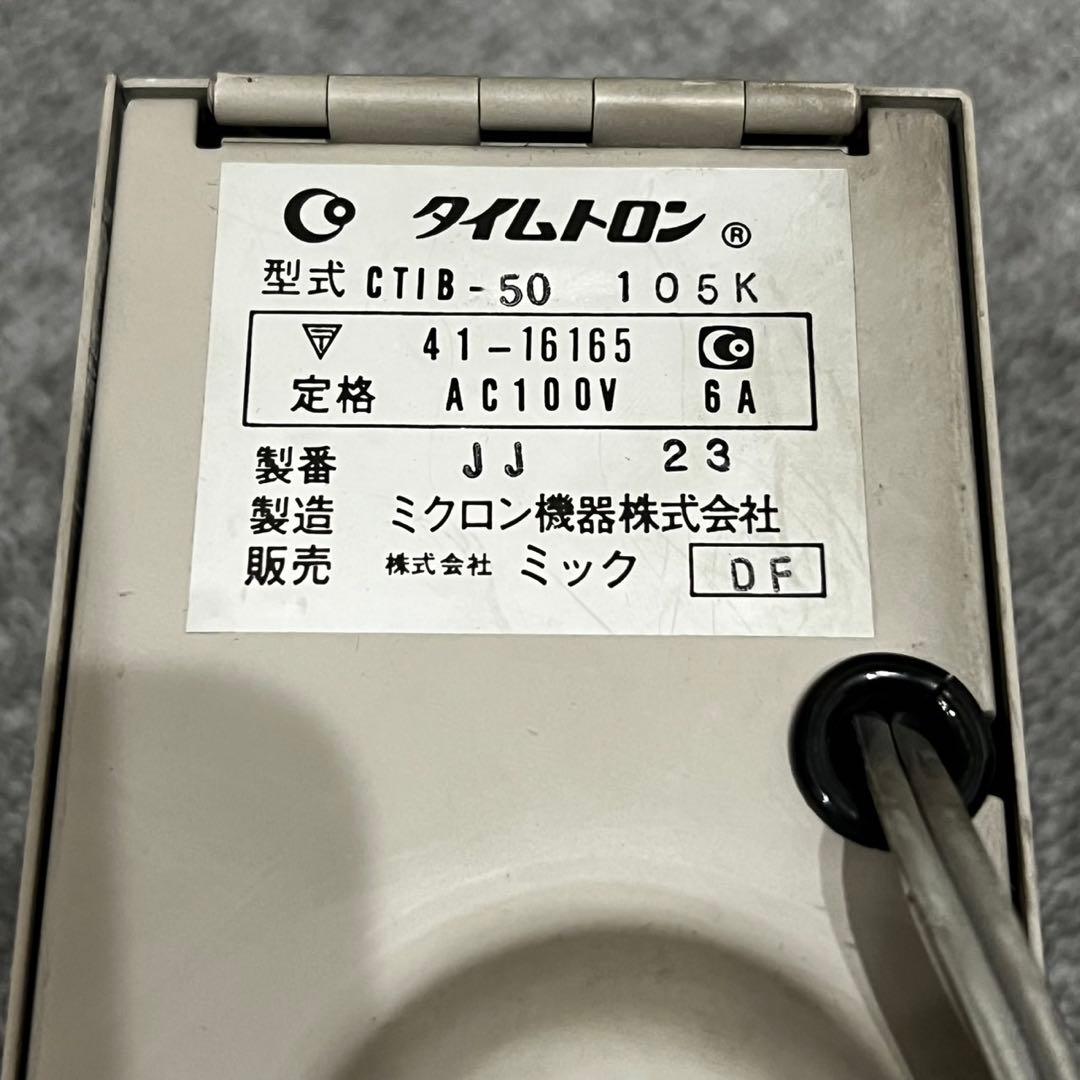 タイムトロン®
型式 CTIB-50 105K
〒 41-16165
定格 AC100V 6A
製番 JJ 23
製造 ミクロン機器株式会社
販売 株式会社 ミック DF